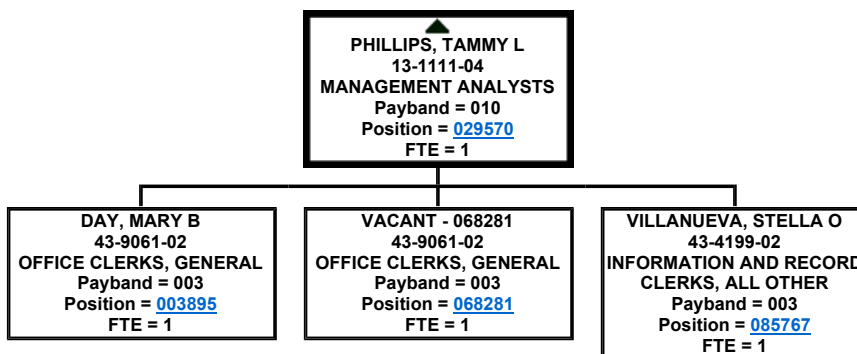 PHILLIPS, TAMMY L
13-1111-04
MANAGEMENT ANALYSTS
Payband = 010
Position = 029570
FTE = 1
DAY, MARY B
43-9061-02
OFFICE CLERKS, GENERAL
Payband = 003
Position = 003895
FTE = 1
VACANT - 068281
43-9061-02
OFFICE CLERKS, GENERAL
Payband = 003
Position = 068281
FTE = 1
VILLANUEVA, STELLA O
43-4199-02
INFORMATION AND RECORD
CLERKS, ALL OTHER
Payband = 003
Position = 085767
FTE = 1